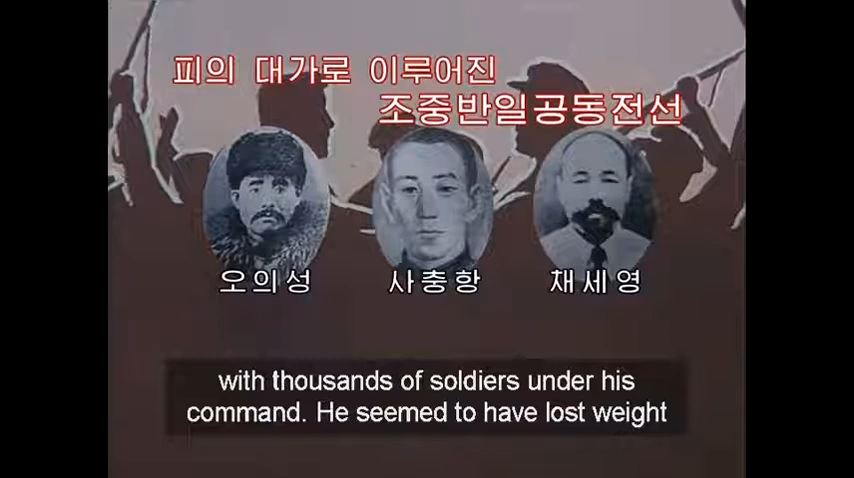 피의 대가로 이루어진
조중반일공동전선
오의성 사충항 채세영
with thousands of soldiers under his
command. He seemed to have lost weight